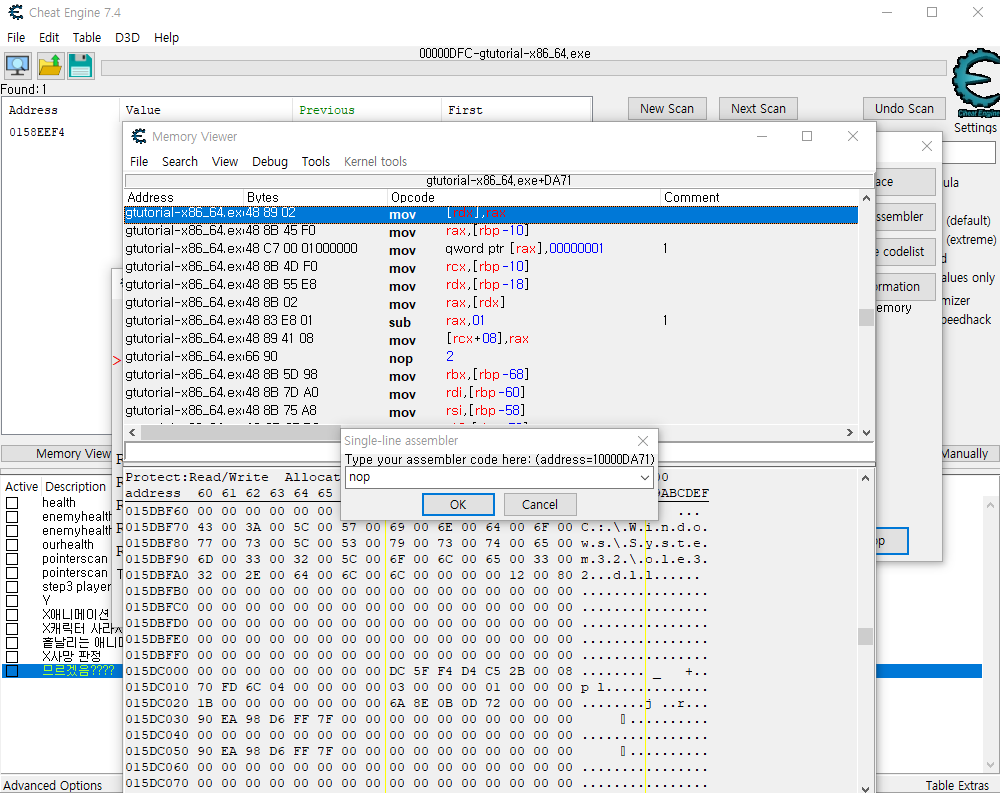 Cheat Engine 7.4
File Edit Table D3D Help
00000DFC-gtutorial-x86_64.exe
Found: 1
Address Value Previous First
0158EEF4
New Scan Next Scan Undo Scan
Cheat Engine
Settings
Memory Viewer
File Search View Debug Tools Kernel tools
gtutorial-x86_64.exe+DA71
Address Bytes Opcode Comment
gtutorial-x86_64.ex 48 89 02 mov [rdx],rax
gtutorial-x86_64.ex 48 8B 45 F0 mov rax,[rbp-10]
gtutorial-x86_64.ex 48 C7 00 01000000 mov qword ptr [rax],00000001 1
gtutorial-x86_64.ex 48 8B 4D F0 mov rcx,[rbp-10]
gtutorial-x86_64.ex 48 8B 55 E8 mov rdx,[rbp-18]
gtutorial-x86_64.ex 48 8B 02 mov rax,[rdx]
gtutorial-x86_64.ex 48 83 E8 01 sub rax,01 1
gtutorial-x86_64.ex 48 89 41 08 mov [rcx+08],rax
gtutorial-x86_64.ex 66 90 nop 2
gtutorial-x86_64.ex 48 8B 5D 98 mov rbx,[rbp-68]
gtutorial-x86_64.ex 48 8B 7D A0 mov rdi,[rbp-60]
gtutorial-x86_64.ex 48 8B 75 A8 mov rsi,[rbp-58]
ace
ula
ssembler
(default)
(extreme)
e codelist
d
alues only
ormation
mizer
emory
peedhack
Single-line assembler
Type your assembler code here: (address=10000DA71)
nop
OK Cancel
Memory View
Manually
Protect:Read/Write Allocat
address 60 61 62 63 64 65 9ABCDEF
015DBF60 00 00 00 00 00 00
015DBF70 43 00 3A 00 5C 00 57 00 69 00 6E 00 64 00 6F 00 C.:.\.W.i.n.d.o.
015DBF80 77 00 73 00 5C 00 53 00 79 00 73 00 74 00 65 00 w.s.\.S.y.s.t.e.
015DBF90 6D 00 33 00 32 00 5C 00 6F 00 6C 00 65 00 33 00 m.3.2.\.o.l.e.3.
015DBFA0 32 00 2E 00 64 00 6C 00 6C 00 00 00 00 12 00 80 2...d.l.l.......
015DBFB0 00 00 00 00 00 00 00 00 00 00 00 00 00 00 00 00 ................
015DBFC0 00 00 00 00 00 00 00 00 00 00 00 00 00 00 00 00 ................
015DBFD0 00 00 00 00 00 00 00 00 00 00 00 00 00 00 00 00 ................
015DBFE0 00 00 00 00 00 00 00 00 00 00 00 00 00 00 00 00 ................
015DBFF0 00 00 00 00 00 00 00 00 00 00 00 00 00 00 00 00 ................
015DC000 00 00 00 00 00 00 00 00 DC 5F F4 D4 C5 2B 00 08 ........ _ +..
015DC010 70 FD 6C 04 00 00 00 00 03 00 00 00 01 00 00 00 p l.............
015DC020 1B 00 00 00 00 00 00 00 6A 8E 0B 0D 72 00 00 00 ........j ..r...
015DC030 90 EA 98 D6 FF 7F 00 00 00 00 00 00 00 00 00 00
015DC040 00 00 00 00 00 00 00 00 00 00 00 00 00 00 00 00 ................
015DC050 90 EA 98 D6 FF 7F 00 00 00 00 00 00 00 00 00 00
015DC060 00 00 00 00 00 00 00 00 00 00 00 00 00 00 00 00 ................
015DC070 00 00 00 00 00 00 00 00 00 00 00 00 00 00 00 00 ................
Active Description
health
enemyhealth
enemyhealth
ourhealth
pointerscan
pointerscan
step3 player
Y
X애니메이션
X캐릭터 사라
흩날리는 애니
X사망 판정
므르겠음????
op
Advanced Options Table Extras